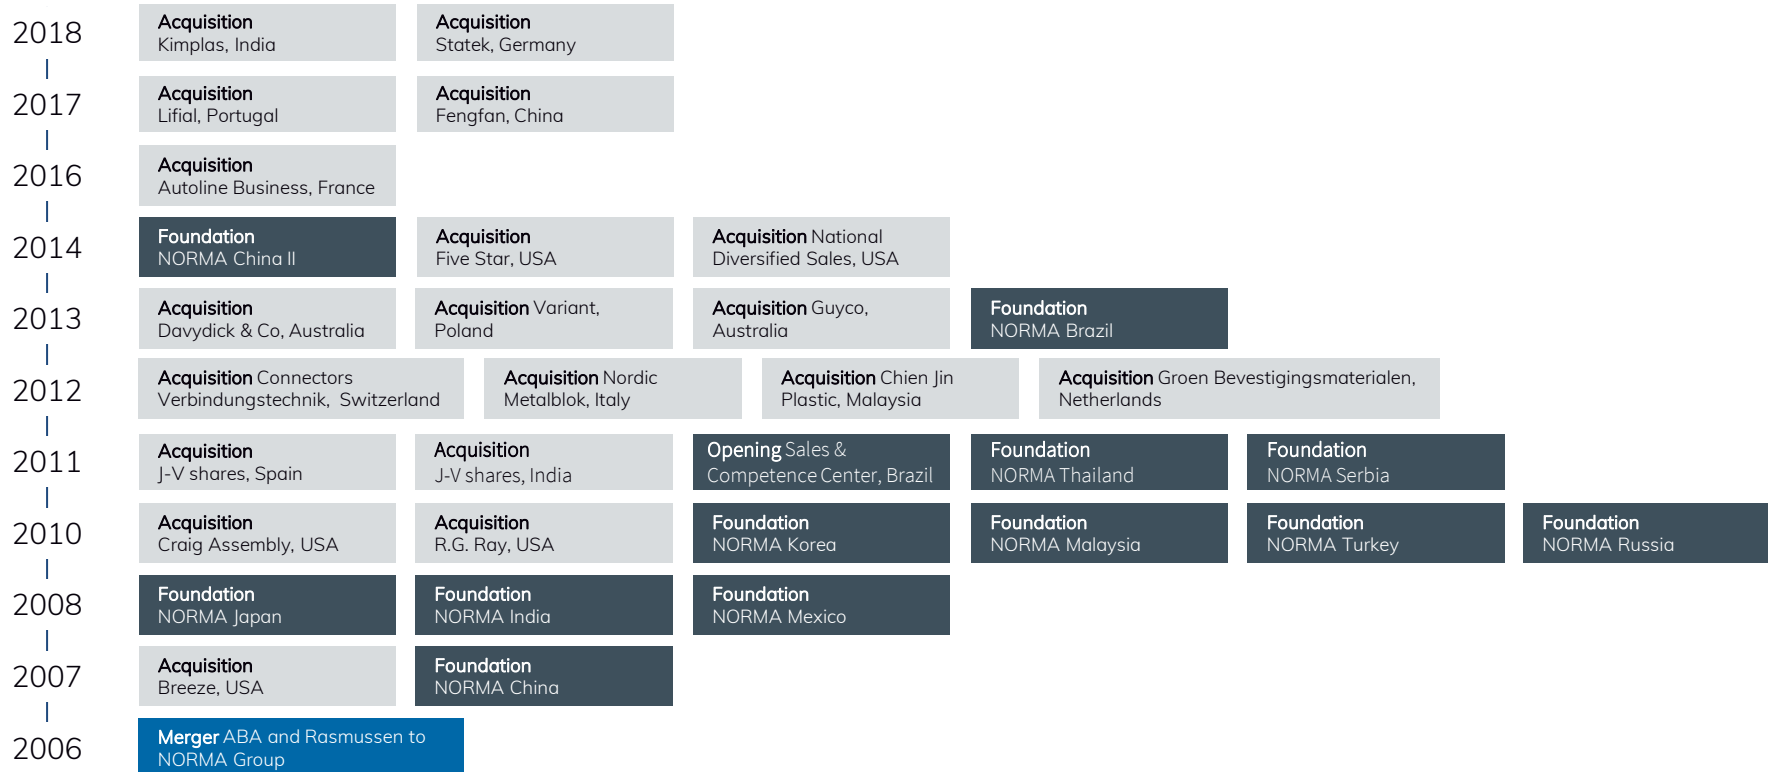 2018
Acquisition
Kimplas, India
Acquisition
Statek, Germany
2017
Acquisition
Lifial, Portugal
Acquisition
Fengfan, China
2016
Acquisition
Autoline Business, France
2014
Foundation
NORMA China II
Acquisition
Five Star, USA
Acquisition National
Diversified Sales, USA
2013
Acquisition
Davydick & Co, Australia
Acquisition Variant,
Poland
Acquisition Guyco,
Australia
Foundation
NORMA Brazil
2012
Acquisition Connectors
Verbindungstechnik, Switzerland
Acquisition Nordic
Metalblok, Italy
Acquisition Chien Jin
Plastic, Malaysia
Acquisition Groen Bevestigingsmaterialen,
Netherlands
2011
Acquisition
J-V shares, Spain
Acquisition
J-V shares, India
Opening Sales &
Competence Center, Brazil
Foundation
NORMA Thailand
Foundation
NORMA Serbia
2010
Acquisition
Craig Assembly, USA
Acquisition
R.G. Ray, USA
Foundation
NORMA Korea
Foundation
NORMA Malaysia
Foundation
NORMA Turkey
Foundation
NORMA Russia
2008
Foundation
NORMA Japan
Foundation
NORMA India
Foundation
NORMA Mexico
2007
Acquisition
Breeze, USA
Foundation
NORMA China
2006
Merger ABA and Rasmussen to
NORMA Group